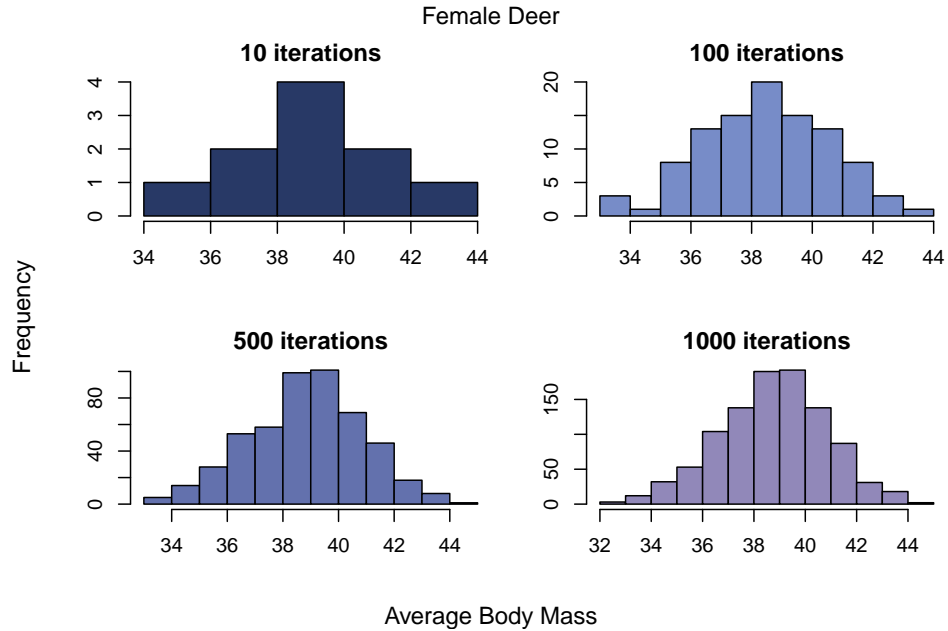 Female Deer
10 iterations
4
3
2
1
0
34 36 38 40 42 44
100 iterations
20
10
5
0
34 36 38 40 42 44
Frequency
500 iterations
80
40
0
34 36 38 40 42 44
1000 iterations
150
50
0
32 34 36 38 40 42 44
Average Body Mass